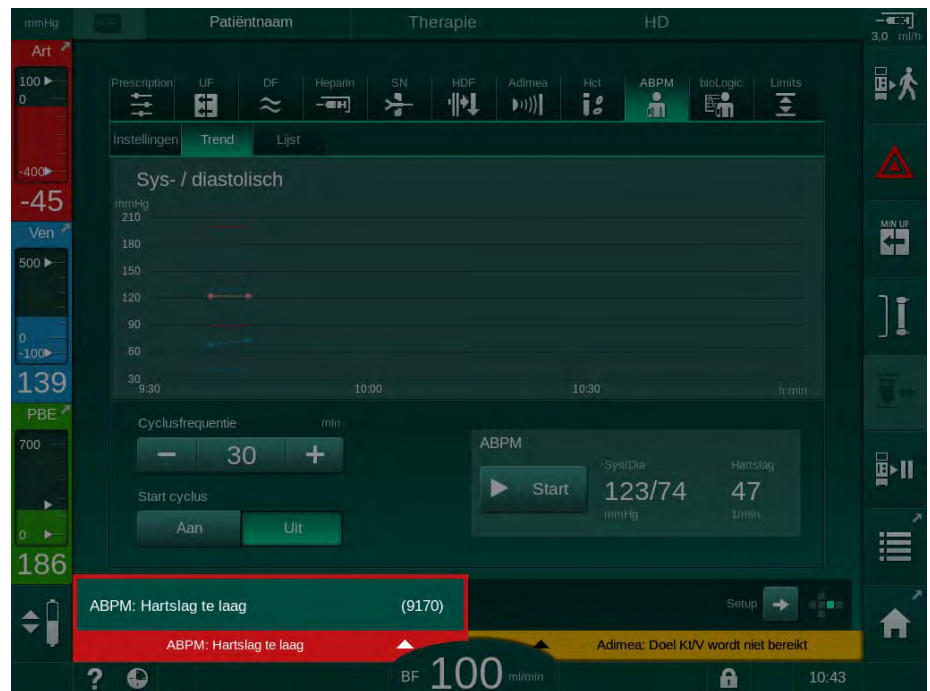 mmHg Patiëntnaam Therapie HD
3,0 ml/h
Art
100
0
-400
-45
Ven
500
0
-100
139
PBE
700
0
186
Prescription UF DF Heparin SN HDF Adimea Hct ABPM bioLogic Limits
Instellingen Trend Lijst
Sys- / diastolisch
mmHg
210
180
150
120
90
60
30
9:30 10:00 10:30 h:min
Cyclusfrequentie min
30
Start cyclus
Aan Uit
ABPM
Start
Sys/Dia Hartslag
123/74 47
mmHg 1/min
MIN UF
ABPM: Hartslag te laag (9170)
Setup
ABPM: Hartslag te laag
Adimea: Doel Kt/V wordt niet bereikt
? BF 100 ml/min 10:43